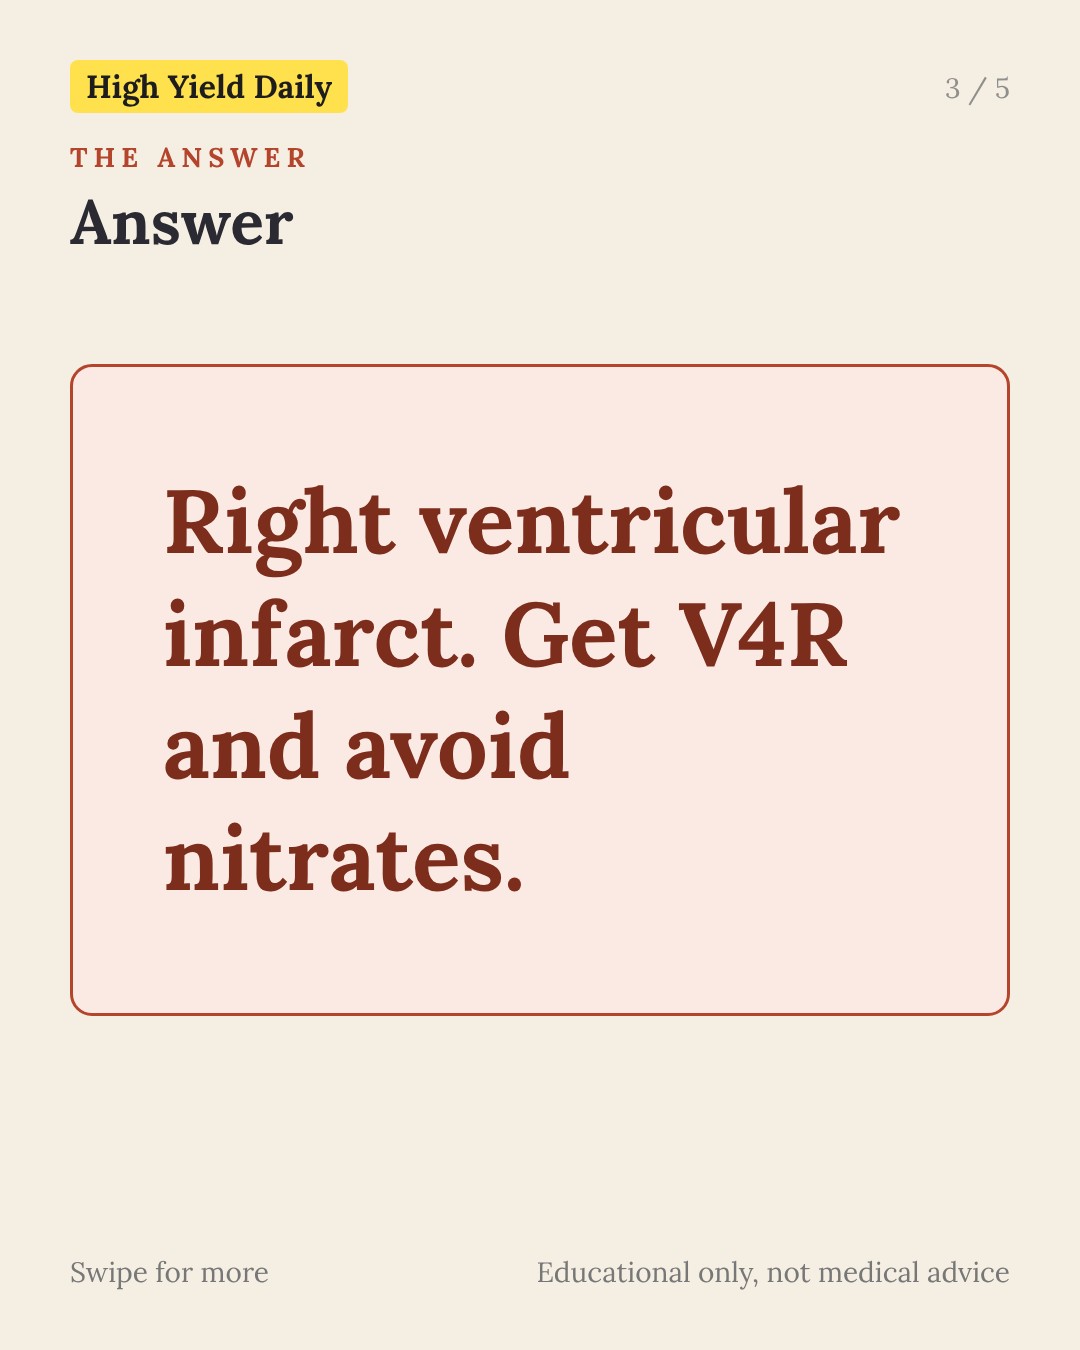 High Yield Daily
3 / 5
THE ANSWER
Answer
Right ventricular
infarct. Get V4R
and avoid
nitrates.
Swipe for more
Educational only, not medical advice